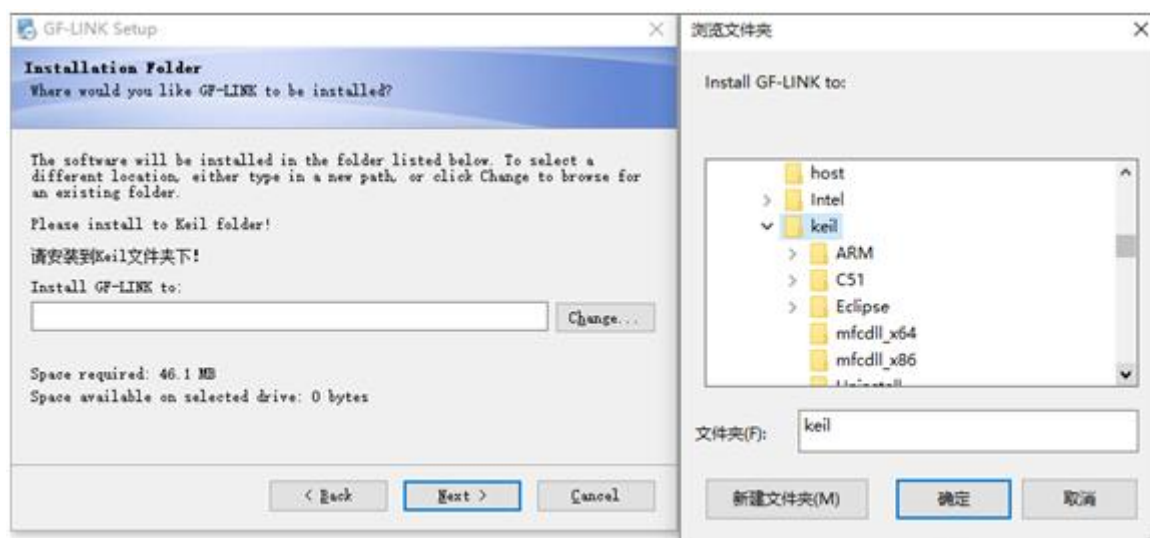 GF-LINK Setup
Installation Folder
Where would you like GF-LINK to be installed?
The software will be installed in the folder listed below. To select a
different location, either type in a new path, or click Change to browse for
an existing folder.
Please install to Keil folder!
请安装到Keil文件夹下!
Install GF-LINK to:
Change...
Space required: 46.1 MB
Space available on selected drive: 0 bytes
< Back
Next >
Cancel
浏览文件夹
Install GF-LINK to:
host
Intel
keil
ARM
C51
Eclipse
mfcdll_x64
mfcdll_x86
文件夹(F):
keil
新建文件夹(M)
确定
取消